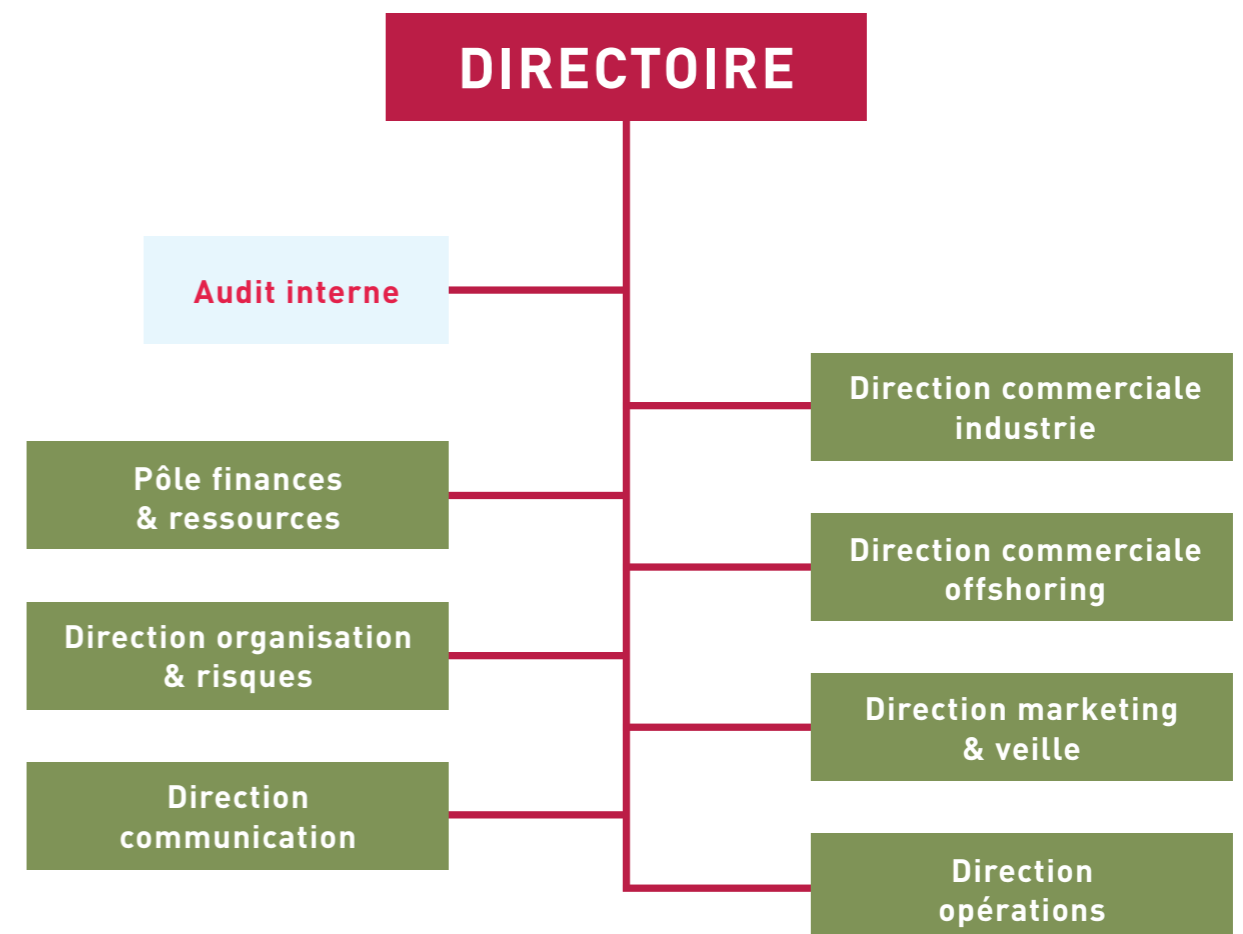 DIRECTOIRE
Audit interne
Direction commerciale
industrie
Pôle finances
& ressources
Direction commerciale
offshoring
Direction organisation
& risques
Direction marketing
& veille
Direction
communication
Direction
opérations